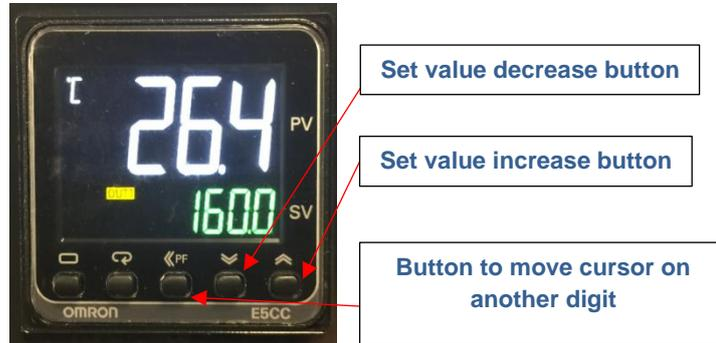 ℃
26.4
PV
OUT1
160.0
SV
PF
OMRON
E5CC
Set value decrease button
Set value increase button
Button to move cursor on
another digit